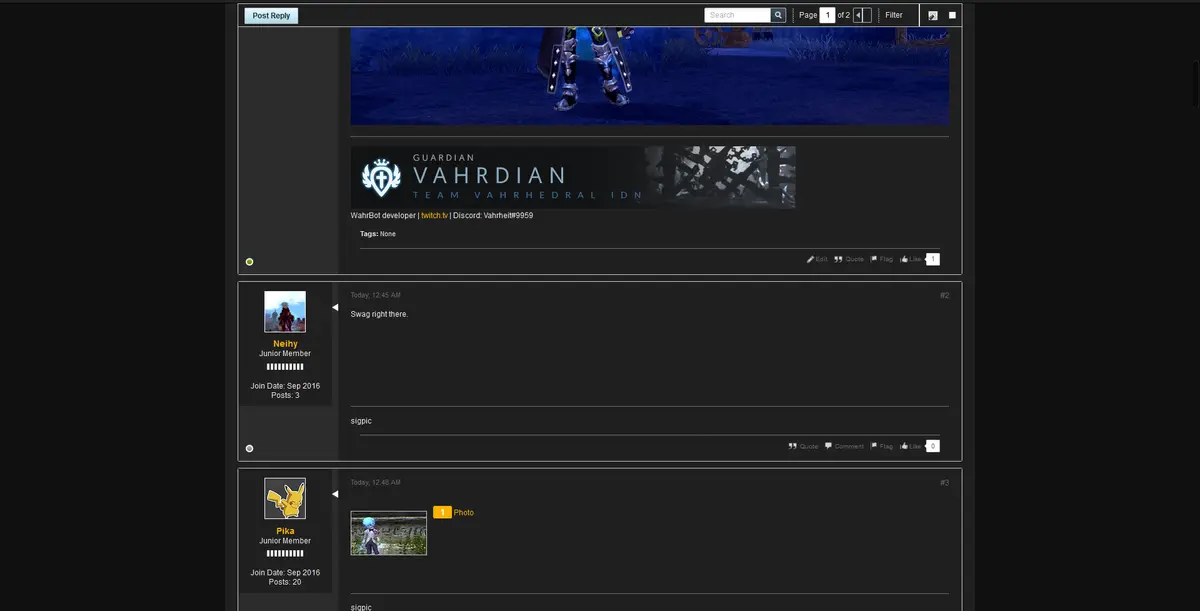 Post Reply
Search
Page 1 of 2
Filter
GUARDIAN
VAHRDIAN
TEAM VAHRHEDRAL IDN
WahrBot developer | twitch.tv | Discord: Vahrheit#9959
Tags: None
Edit Quote Flag Like 1
Today, 12:45 AM
#2
Swag right there.
Neihy
Junior Member
Join Date: Sep 2016
Posts: 3
sigpic
Quote Comment Flag Like 0
Today, 12:48 AM
#3
1 Photo
Pika
Junior Member
Join Date: Sep 2016
Posts: 20
sigpic